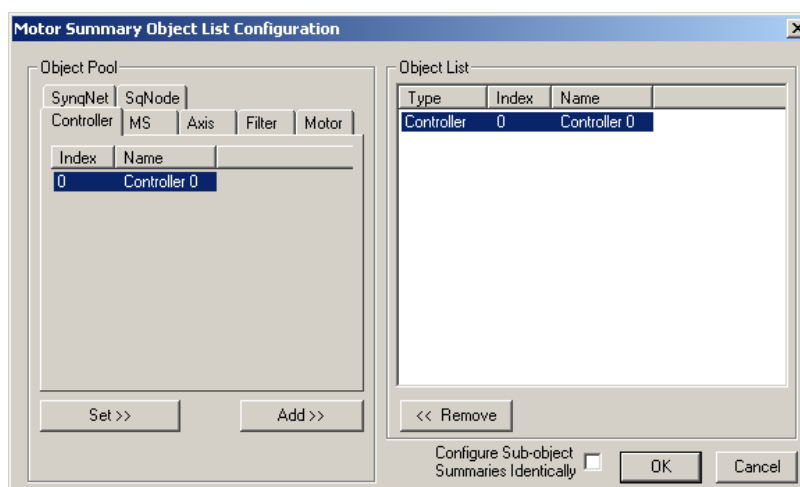 Motor Summary Object List Configuration
Object Pool
SynqNet SqNode
Controller MS Axis Filter Motor
Index Name
0 Controller 0
Set >>
Add >>
Object List
Type Index Name
Controller 0 Controller 0
<< Remove
Configure Sub-object
Summaries Identically
OK
Cancel